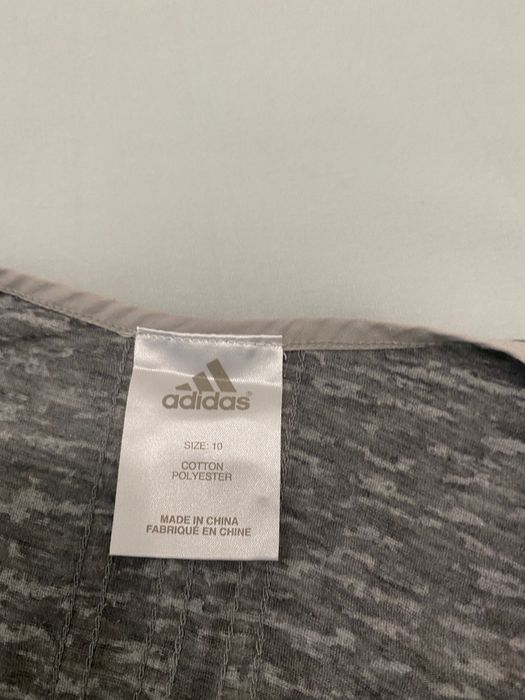 adidas
SIZE: 10
COTTON
POLYESTER
MADE IN CHINA
FABRIQUÉ EN CHINE